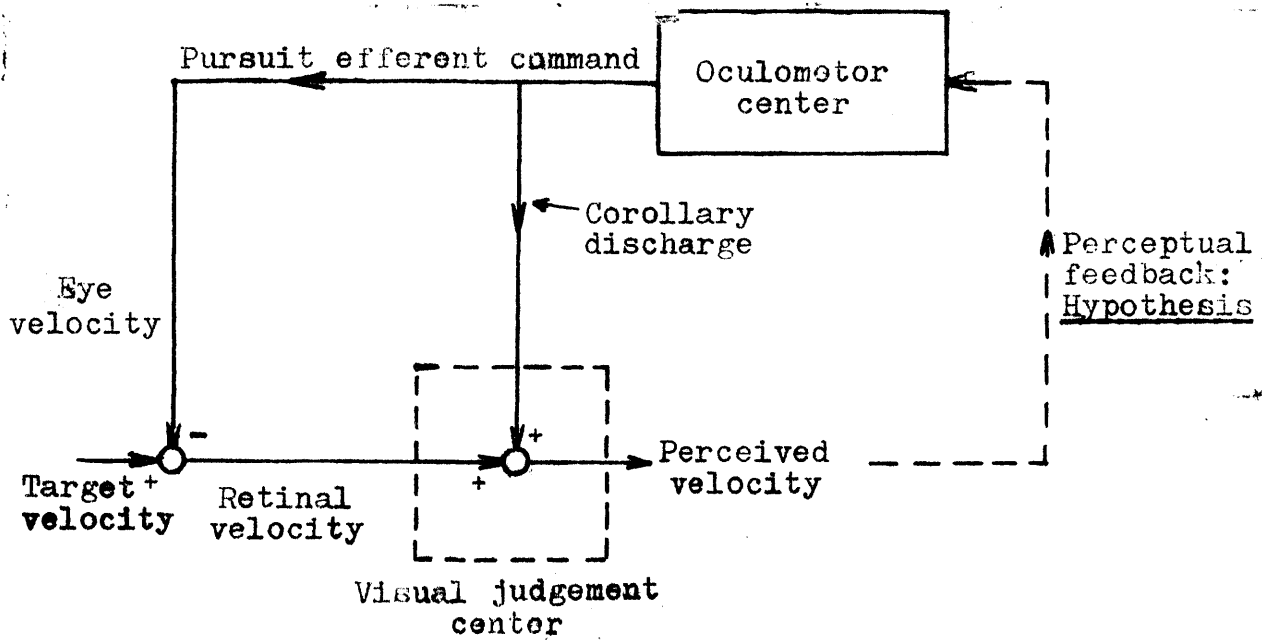 Pursuit efferent command
Oculomotor
center
Corollary
discharge
Perceptual
feedback:
Hypothesis
Eye
velocity
-
+
Perceived
velocity
Target +
velocity
Retinal
velocity
+
Visual judgement
center